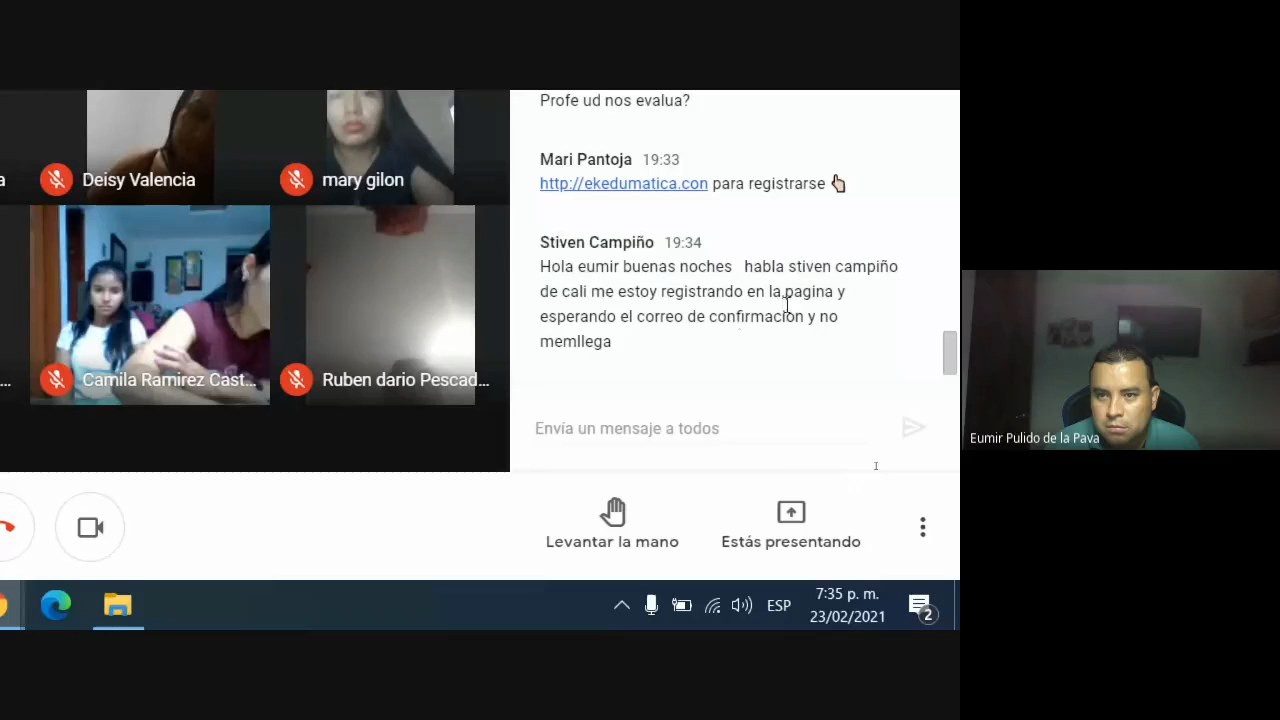 Profe ud nos evalua?
Mari Pantoja 19:33
http://ekedumatica.con para registrarse
Stiven Campiño 19:34
Hola eumir buenas noches habla stiven campiño
de cali me estoy registrando en la pagina y
esperando el correo de confirmacion y no
memllega
Envía un mensaje a todos
a
Deisy Valencia
mary gilon
...
Camila Ramirez Cast...
Ruben dario Pescad...
Eumir Pulido de la Pava
Levantar la mano
Estás presentando
ESP
7:35 p. m.
23/02/2021
2